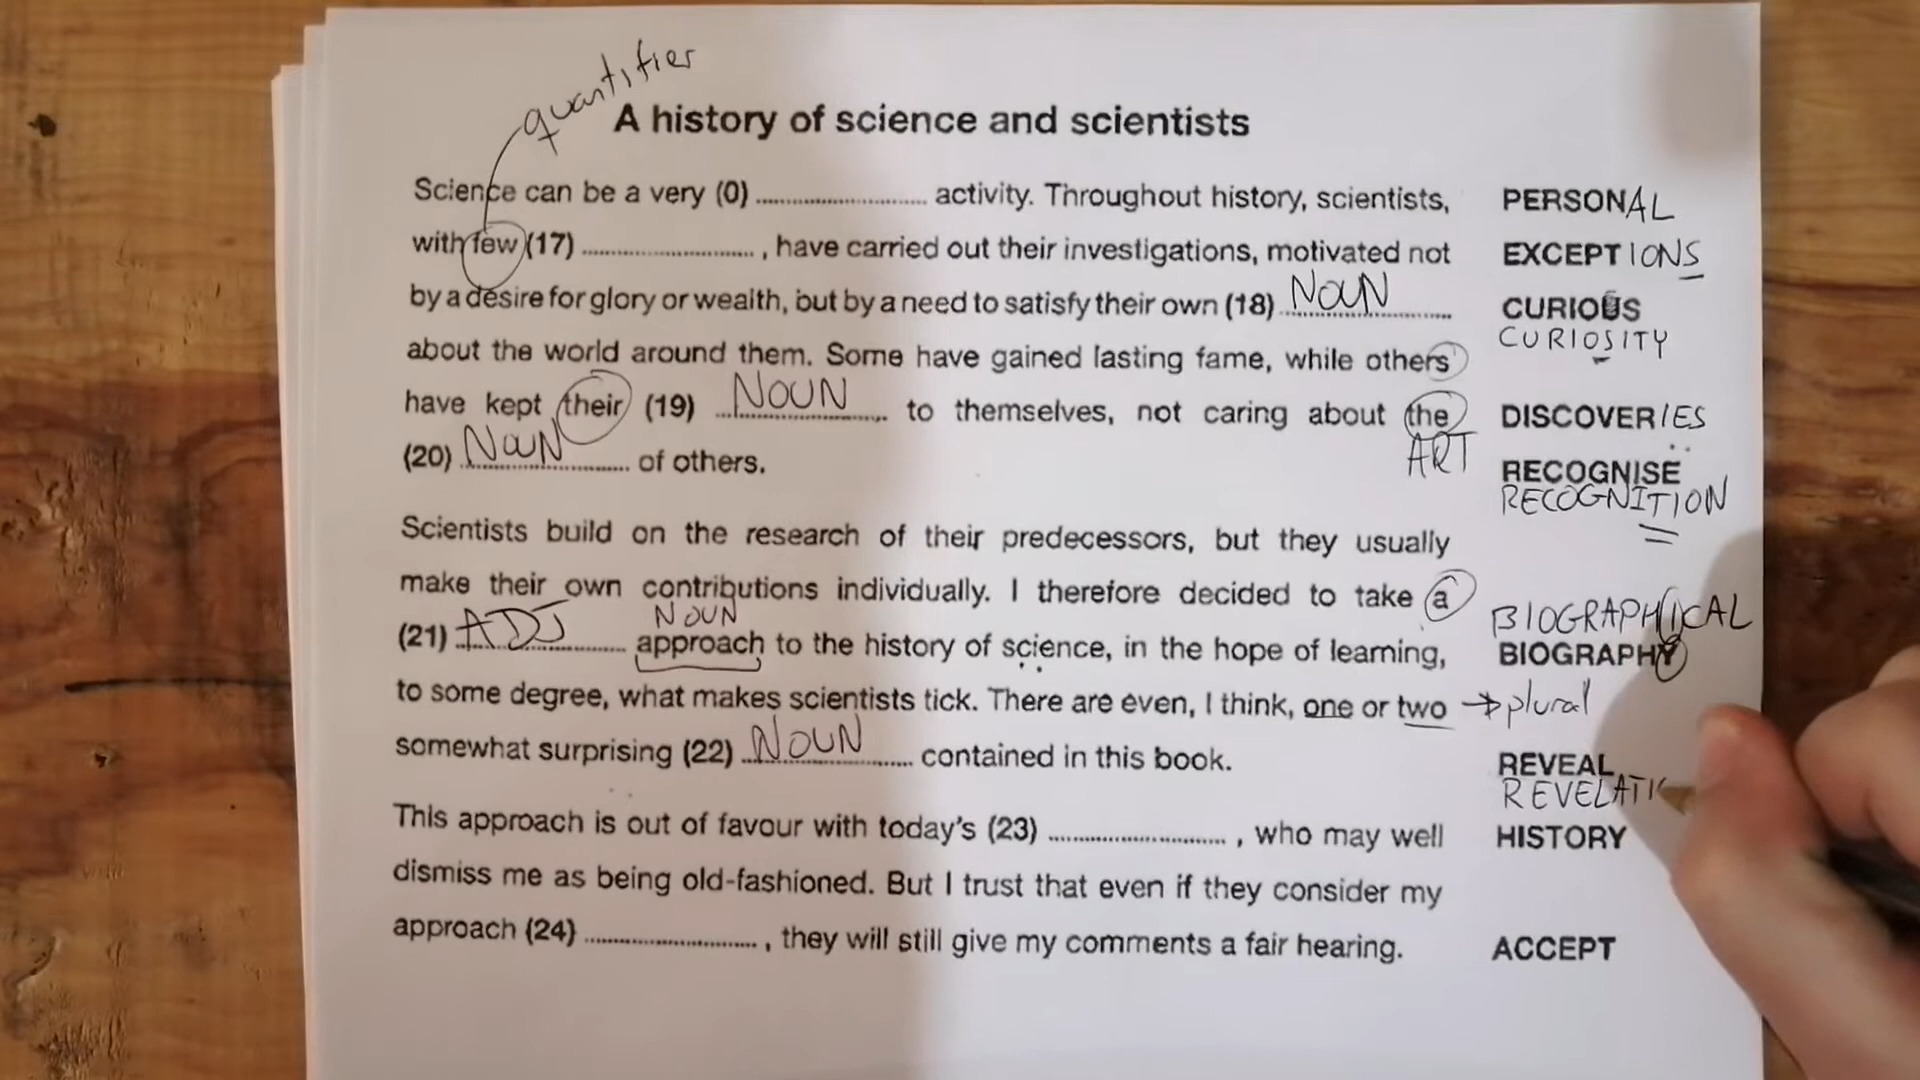 quantifier
A history of science and scientists
Science can be a very (0) .............................. activity. Throughout history, scientists, PERSONAL
with few (17) .............................. , have carried out their investigations, motivated not EXCEPTIONS
by a desire for glory or wealth, but by a need to satisfy their own (18) NOUN .............................. CURIOUS
CURIOSITY
about the world around them. Some have gained lasting fame, while others
have kept their (19) NOUN .............................. to themselves, not caring about the DISCOVERIES
ART
(20) NOUN .............................. of others. RECOGNISE
RECOGNITION
Scientists build on the research of their predecessors, but they usually
make their own contributions individually. I therefore decided to take a
NOUN BIOGRAPHICAL
(21) ADJ .............................. approach to the history of science, in the hope of learning, BIOGRAPHY
to some degree, what makes scientists tick. There are even, I think, one or two → plural
somewhat surprising (22) NOUN .............................. contained in this book. REVEAL
REVELATI
This approach is out of favour with today's (23) .............................. , who may well HISTORY
dismiss me as being old-fashioned. But I trust that even if they consider my
approach (24) .............................. , they will still give my comments a fair hearing. ACCEPT